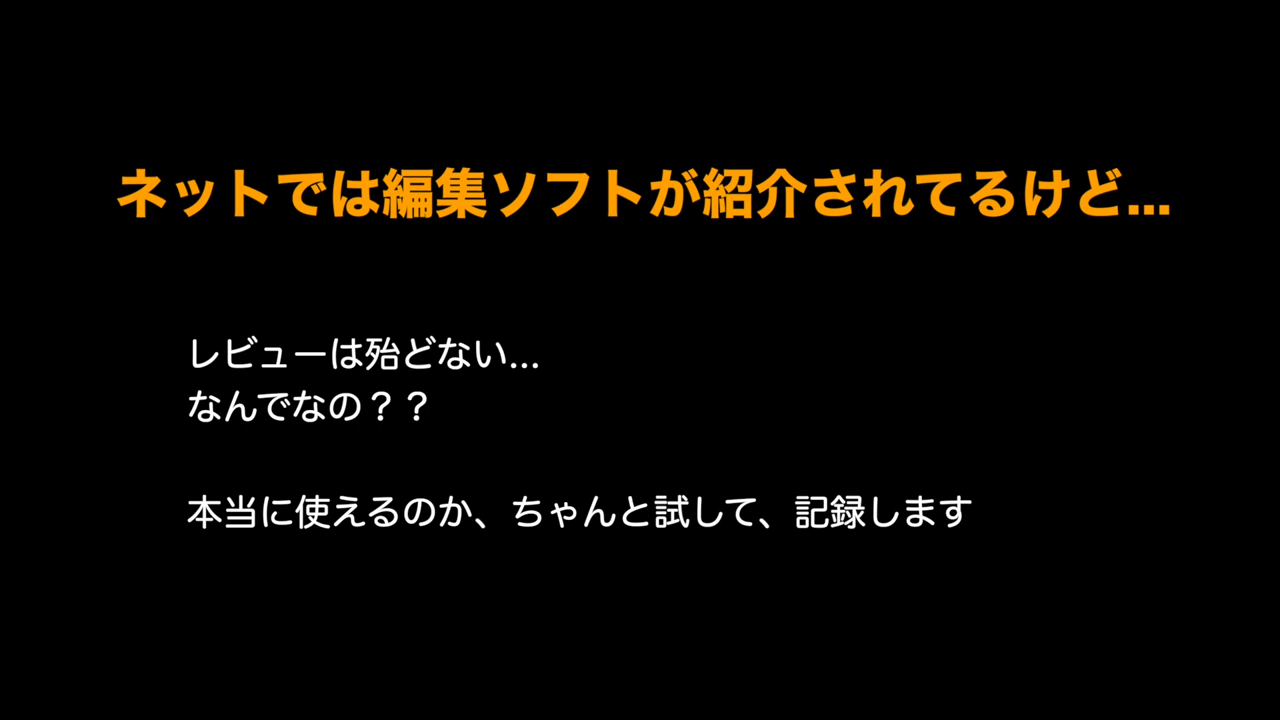 ネットでは編集ソフトが紹介されてるけど...
レビューは殆どない...
なんでなの？？
本当に使えるのか、ちゃんと試して、記録します